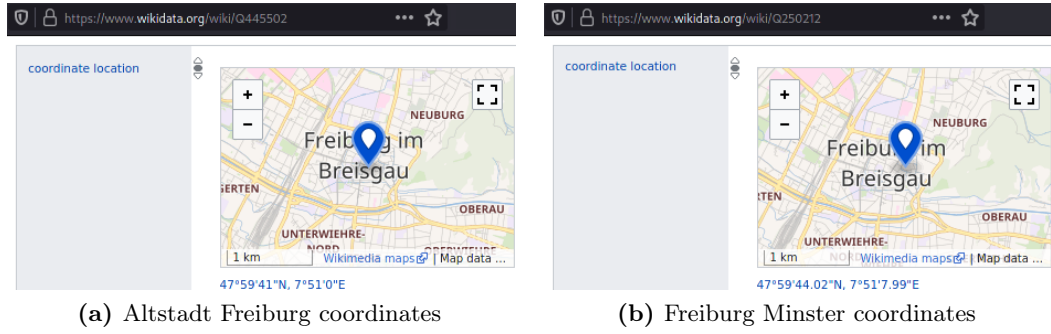 https://www.wikidata.org/wiki/Q445502
coordinate location
+
−
NEUBURG
Freiburg im
Breisgau
OBERAU
UNTERWIEHRE-
NORD
1 km
Wikimedia maps | Map data ...
47°59'41"N, 7°51'0"E
(a) Altstadt Freiburg coordinates
https://www.wikidata.org/wiki/Q250212
coordinate location
+
−
NEUBURG
Freiburg im
Breisgau
OBERAU
UNTERWIEHRE-
1 km
Wikimedia maps | Map data ...
47°59'44.02"N, 7°51'7.99"E
(b) Freiburg Minster coordinates